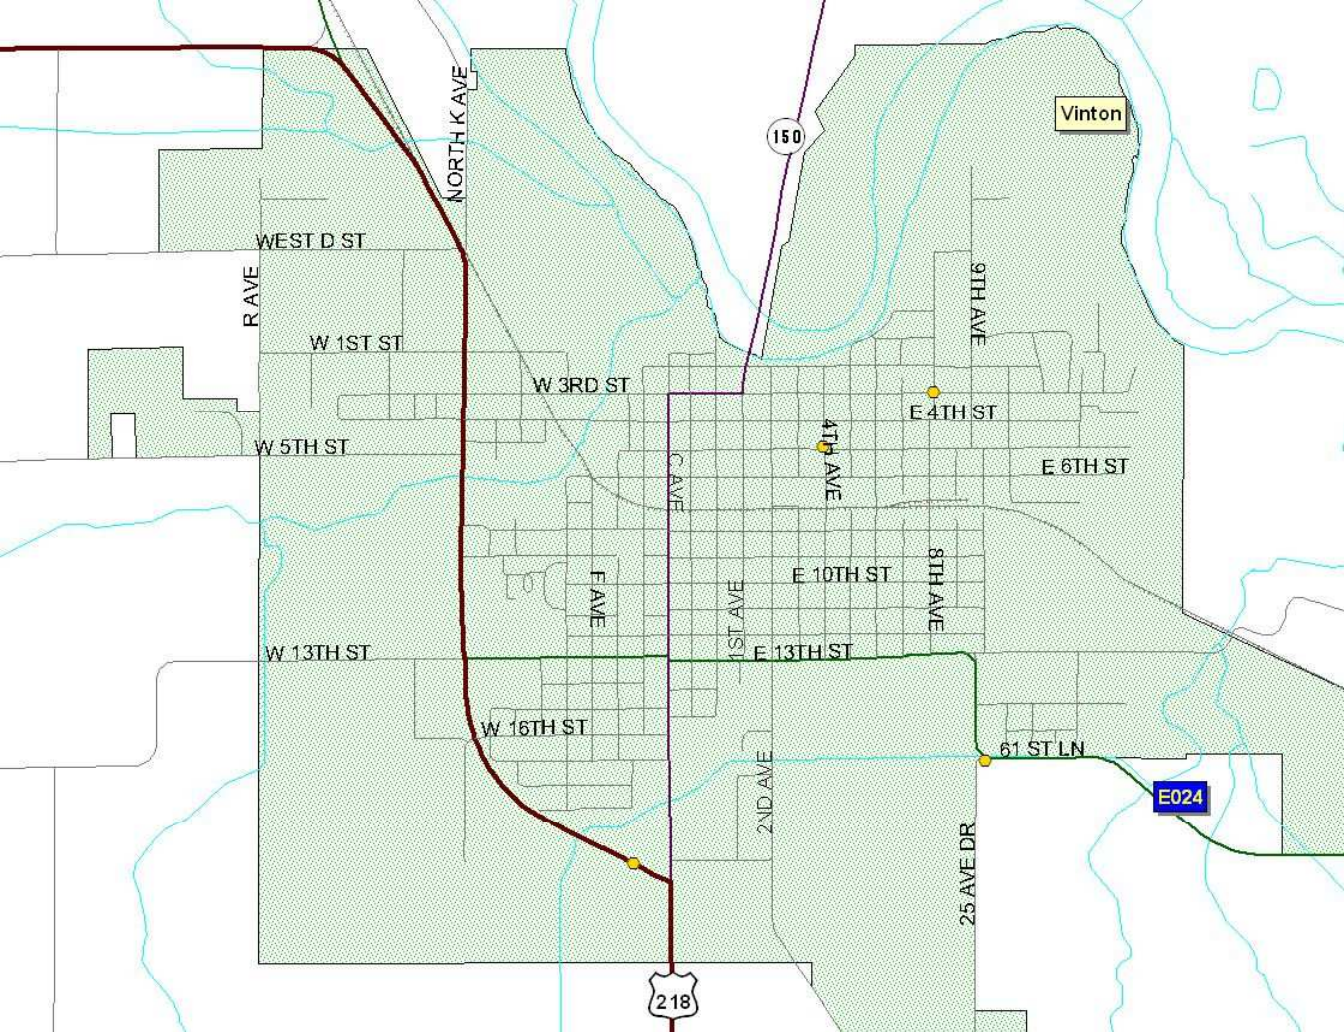 Vinton
150
NORTH K AVE
WEST D ST
R AVE
9TH AVE
W 1ST ST
W 3RD ST
E 4TH ST
W 5TH ST
4TH AVE
E 6TH ST
C AVE
E 10TH ST
8TH AVE
F AVE
1ST AVE
W 13TH ST
E 13TH ST
W 16TH ST
61 ST LN
2ND AVE
E024
25 AVE DR
218